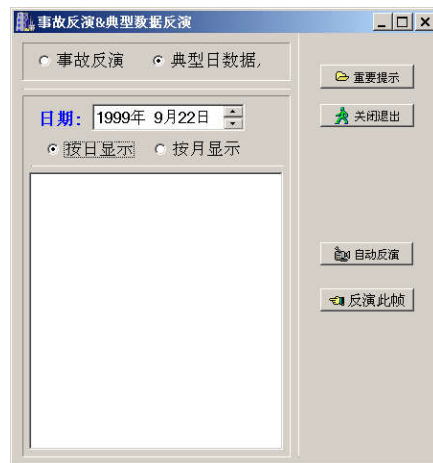 事故反演&典型数据反演
事故反演 典型日数据,
重要提示
日期: 1999年 9月22日
关闭退出
按日显示 按月显示
自动反演
反演此帧